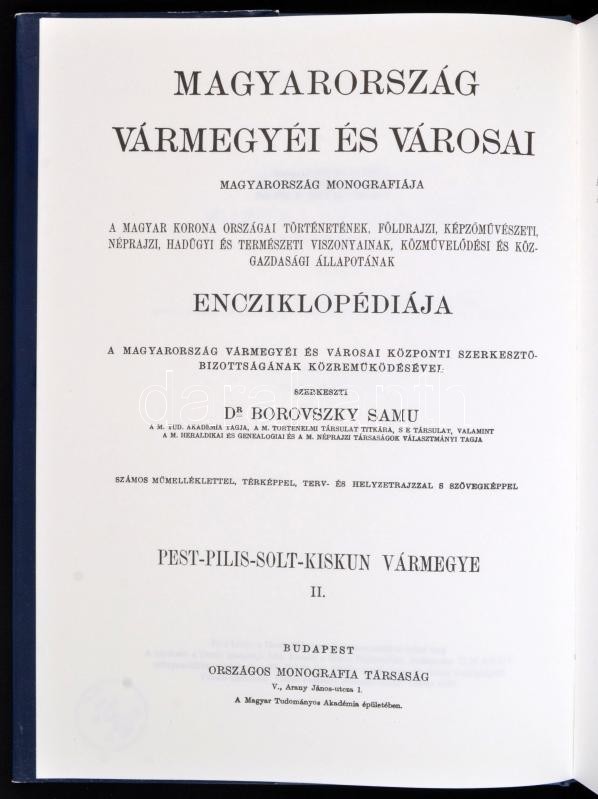 MAGYARORSZÁG
VÁRMEGYÉI ÉS VÁROSAI
MAGYARORSZÁG MONOGRAFIÁJA
A MAGYAR KORONA ORSZÁGAI TÖRTÉNETÉNEK, FÖLDRAJZI, KÉPZŐMŰVÉSZETI,
NÉPRAJZI, HADÜGYI ÉS TERMÉSZETI VISZONYAINAK, KÖZMŰVELŐDÉSI ÉS KÖZ-
GAZDASÁGI ÁLLAPOTÁNAK
ENCZIKLOPÉDIÁJA
A MAGYARORSZÁG VÁRMEGYÉI ÉS VÁROSAI KÖZPONTI SZERKESZTŐ-
BIZOTTSÁGÁNAK KÖZREMŰKÖDÉSÉVEL
SZERKESZTI
DR BOROVSZKY SAMU
A M. TUD. AKADÉMIA TAGJA, A M. TÖRTÉNELMI TÁRSULAT TITKÁRA, S E TÁRSULAT, VALAMINT
A M. HERALDIKAI ÉS GENEALOGIAI ÉS A M. NÉPRAJZI TÁRSASÁGOK VÁLASZTMÁNYI TAGJA
SZÁMOS MŰMELLÉKLETTEL, TÉRKÉPPEL, TERV- ÉS HELYZETRAJZZAL S SZÖVEGKÉPPEL
PEST-PILIS-SOLT-KISKUN VÁRMEGYE
II.
BUDAPEST
ORSZÁGOS MONOGRAFIA TÁRSASÁG
V., Arany János-utcza 1.
A Magyar Tudományos Akadémia épületében.